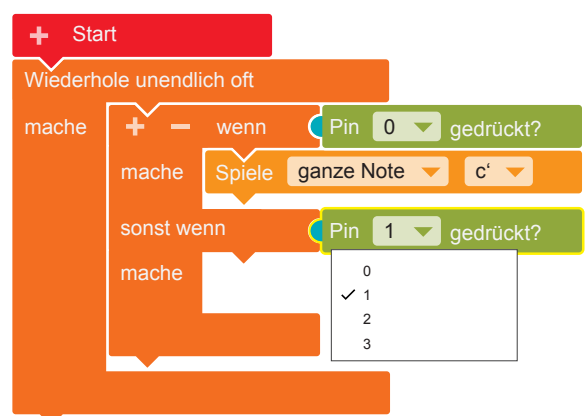 + Start
Wiederhole unendlich oft
mache + − wenn Pin 0 gedrückt?
mache Spiele ganze Note c‘
sonst wenn Pin 1 gedrückt?
mache
0
✓ 1
2
3